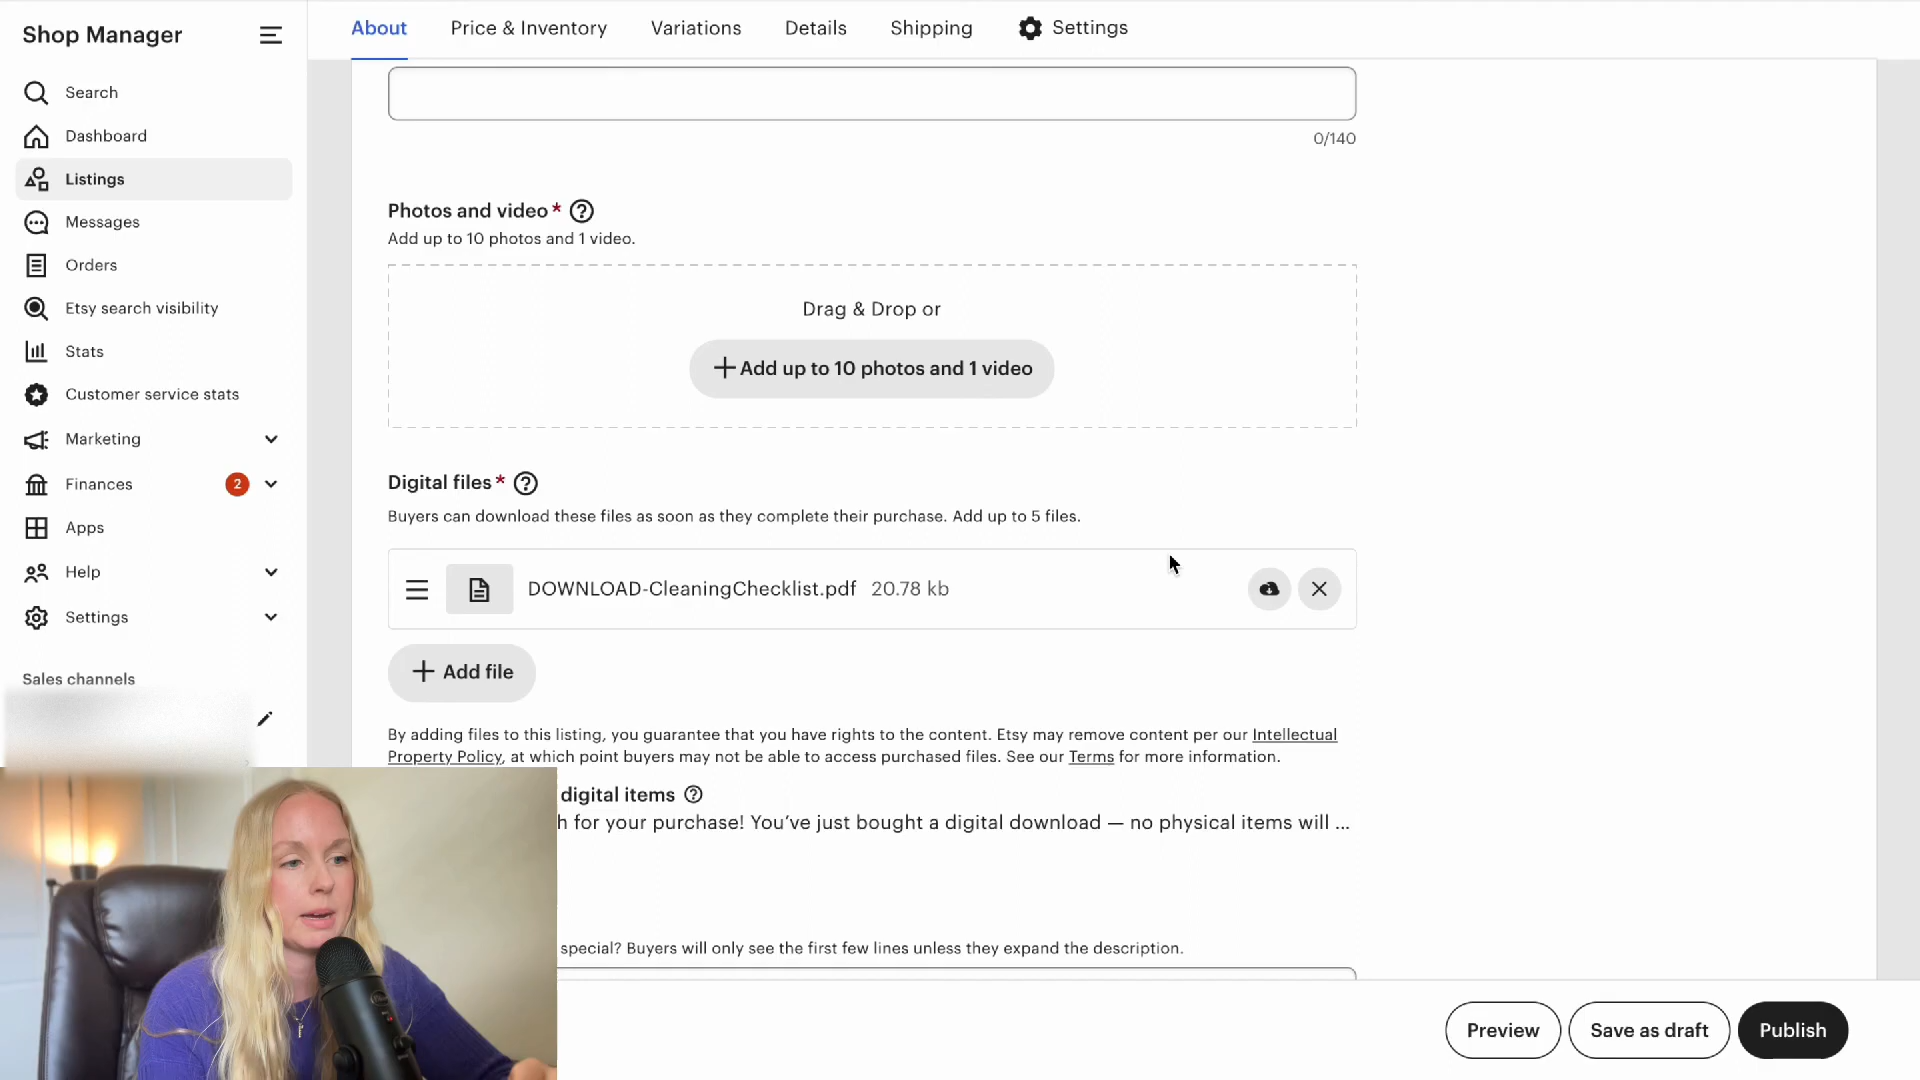 Shop Manager
Search
Dashboard
Listings
Messages
Orders
Etsy search visibility
Stats
Customer service stats
Marketing
Finances
2
Apps
Help
Settings
Sales channels
About
Price & Inventory
Variations
Details
Shipping
Settings
0/140
Photos and video*
Add up to 10 photos and 1 video.
Drag & Drop or
Add up to 10 photos and 1 video
Digital files*
Buyers can download these files as soon as they complete their purchase. Add up to 5 files.
DOWNLOAD-CleaningChecklist.pdf 20.78 kb
Add file
By adding files to this listing, you guarantee that you have rights to the content. Etsy may remove content per our Intellectual
Property Policy, at which point buyers may not be able to access purchased files. See our Terms for more information.
digital items
h for your purchase! You’ve just bought a digital download — no physical items will ...
special? Buyers will only see the first few lines unless they expand the description.
Preview
Save as draft
Publish